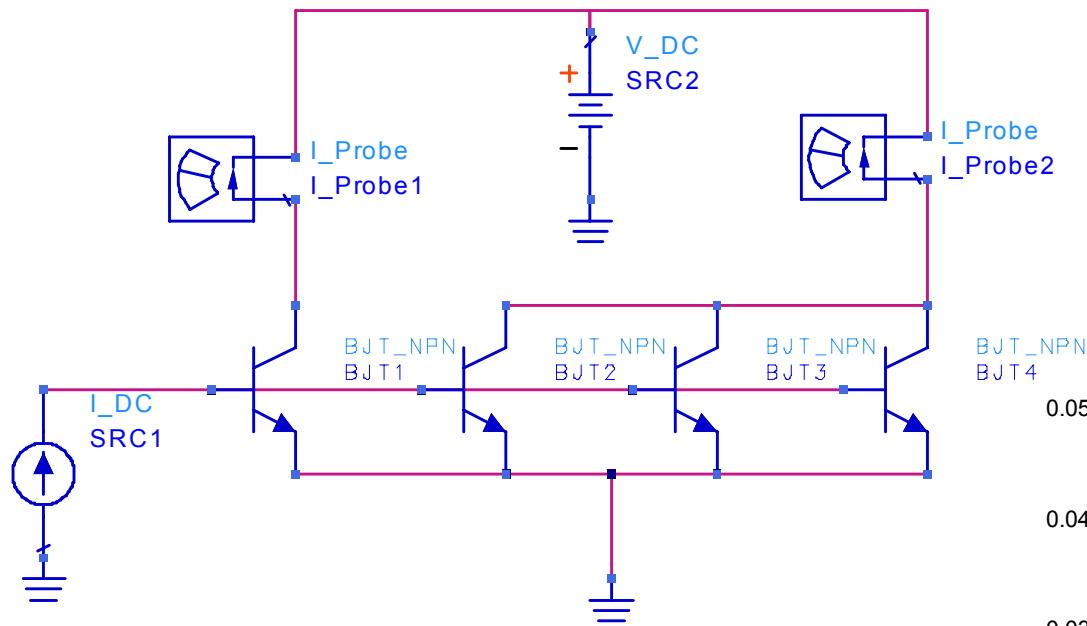 V_DC
SRC2
+
−
I_Probe
I_Probe1
I_Probe
I_Probe2
BJT_NPN
BJT1
BJT_NPN
BJT2
BJT_NPN
BJT3
BJT_NPN
BJT4
I_DC
SRC1
0.05
0.04